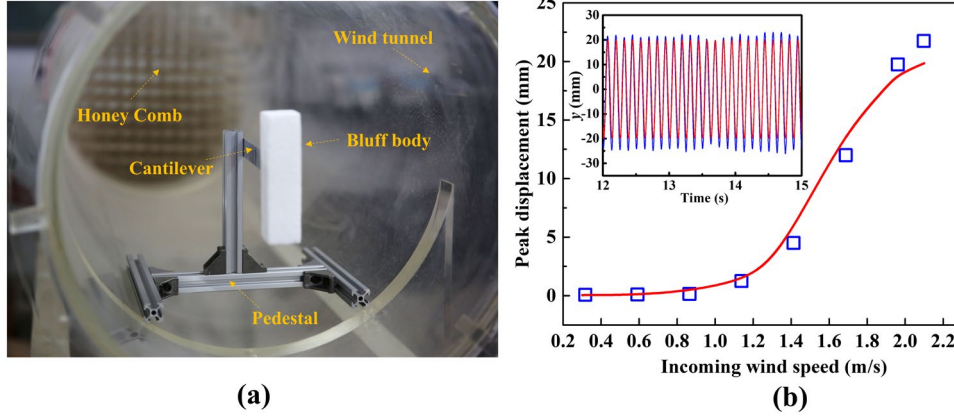 Wind tunnel
Honey Comb
Bluff body
Cantilever
Pedestal
(a)
Peak displacement (mm)
25
20
15
10
5
0
0.2 0.4 0.6 0.8 1.0 1.2 1.4 1.6 1.8 2.0 2.2
Incoming wind speed (m/s)
y (mm)
30
20
10
0
-10
-20
-30
12 13 14 15
Time (s)
(b)